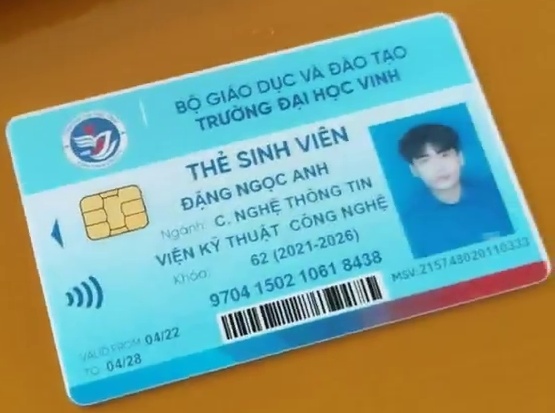 BỘ GIÁO DỤC VÀ ĐÀO TẠO
TRƯỜNG ĐẠI HỌC VINH
THẺ SINH VIÊN
ĐẶNG NGỌC ANH
Ngành: C. NGHỆ THÔNG TIN
VIỆN KỸ THUẬT CÔNG NGHỆ
Khóa: 62 (2021-2026)
9704 1502 1061 8438
MSV: 215748020110333
VALID FROM: 04/22
TO: 04/28